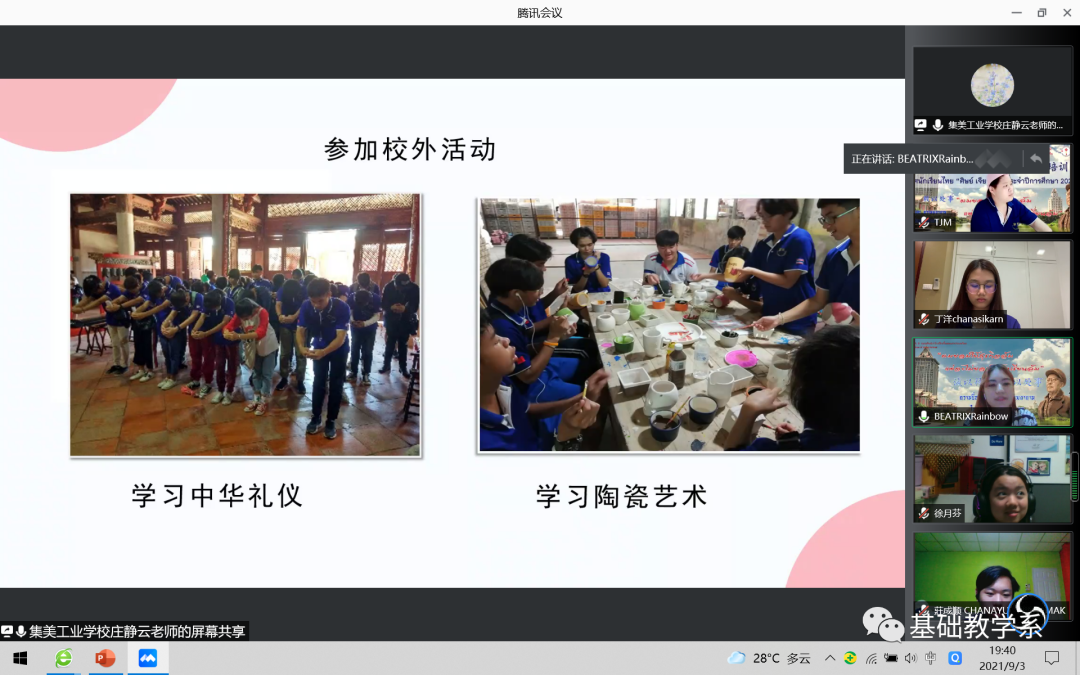 腾讯会议
参加校外活动
学习中华礼仪
学习陶瓷艺术
集美工业学校庄静云老师的屏幕共享
集美工业学校庄静云老师的...
正在讲话: BEATRIXRainb...
TJM
丁洋chanasikarn
BEATRIXRainbow
徐月芬
基础教学系
28°C 多云
中
19:40
2021/9/3